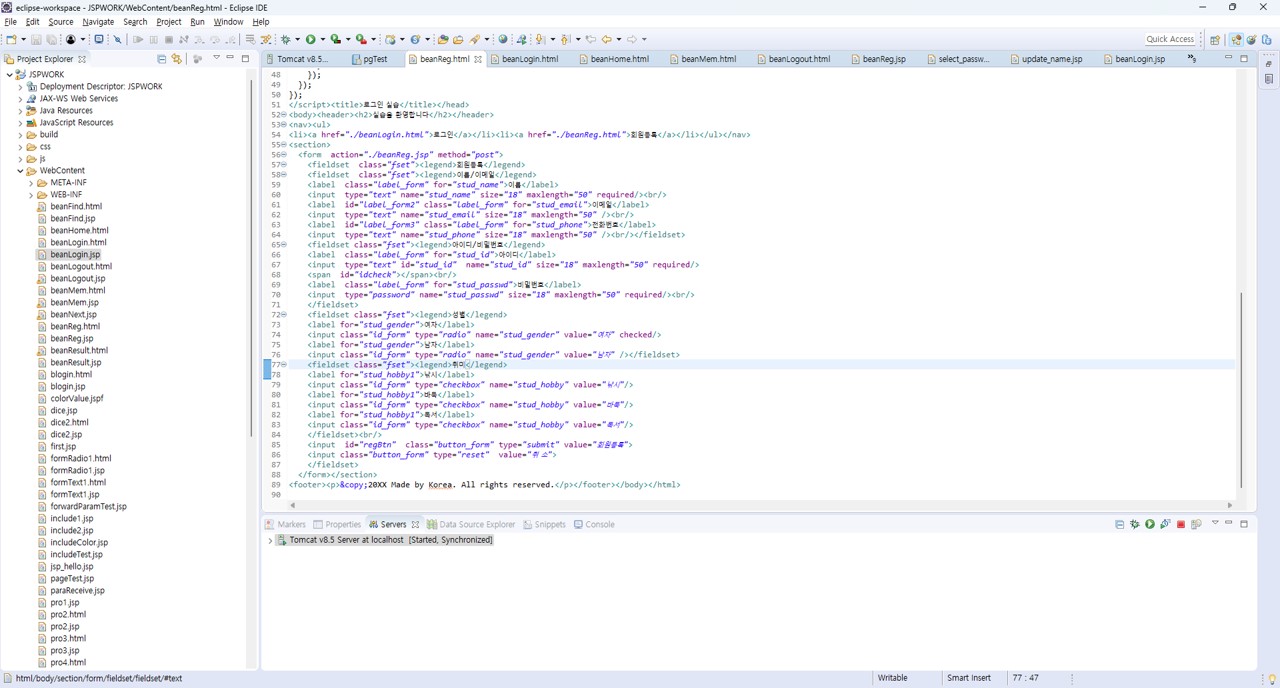 eclipse-workspace - JSPWORK/WebContent/beanReg.html - Eclipse IDE
File Edit Source Navigate Search Project Run Window Help
Quick Access
Project Explorer
Tomcat v8.5... pgTest beanReg.html beanLogin.html beanHome.html beanMem.html beanLogout.html beanReg.jsp select_passw... update_name.jsp beanLogin.jsp
JSPWORK
Deployment Descriptor: JSPWORK
JAX-WS Web Services
Java Resources
JavaScript Resources
build
css
js
WebContent
META-INF
WEB-INF
beanFind.html
beanFind.jsp
beanHome.html
beanLogin.html
beanLogin.jsp
beanLogout.html
beanLogout.jsp
beanMem.html
beanMem.jsp
beanNext.jsp
beanReg.html
beanReg.jsp
beanResult.html
beanResult.jsp
blogin.html
blogin.jsp
colorValue.jspf
dice.jsp
dice2.html
dice2.jsp
first.jsp
formRadio1.html
formRadio1.jsp
formText1.html
formText1.jsp
forwardParamTest.jsp
include1.jsp
include2.jsp
includeColor.jsp
includeTest.jsp
jsp_hello.jsp
pageTest.jsp
paraReceive.jsp
pro1.jsp
pro2.html
pro2.jsp
pro3.html
pro3.jsp
pro4.html
48 });
49 });
50 });
51 </script><title>로그인 실습</title></head>
52 <body><header><h2>실습을 환영합니다</h2></header>
53 <nav><ul>
54 <li><a href="./beanLogin.html">로그인</a></li><li><a href="./beanReg.html">회원등록</a></li></ul></nav>
55 <section>
56 <form action="./beanReg.jsp" method="post">
57 <fieldset class="fset"><legend>회원등록</legend>
58 <fieldset class="fset"><legend>이름/이메일</legend>
59 <label class="label_form" for="stud_name">이름</label>
60 <input type="text" name="stud_name" size="18" maxlength="50" required/><br/>
61 <label id="label_form2" class="label_form" for="stud_email">이메일</label>
62 <input type="text" name="stud_email" size="18" maxlength="50" /><br/>
63 <label id="label_form3" class="label_form" for="stud_phone">전화번호</label>
64 <input type="text" name="stud_phone" size="18" maxlength="50" /><br/></fieldset>
65 <fieldset class="fset"><legend>아이디/비밀번호</legend>
66 <label class="label_form" for="stud_id">아이디</label>
67 <input type="text" id="stud_id" name="stud_id" size="18" maxlength="50" required/>
68 <span id="idcheck"></span><br/>
69 <label class="label_form" for="stud_passwd">비밀번호</label>
70 <input type="password" name="stud_passwd" size="18" maxlength="50" required/><br/>
71 </fieldset>
72 <fieldset class="fset"><legend>성별</legend>
73 <label for="stud_gender">여자</label>
74 <input class="id_form" type="radio" name="stud_gender" value="여자" checked/>
75 <label for="stud_gender">남자</label>
76 <input class="id_form" type="radio" name="stud_gender" value="남자" /></fieldset>
77 <fieldset class="fset"><legend>취미</legend>
78 <label for="stud_hobby1">낚시</label>
79 <input class="id_form" type="checkbox" name="stud_hobby" value="낚시"/>
80 <label for="stud_hobby1">바둑</label>
81 <input class="id_form" type="checkbox" name="stud_hobby" value="바둑"/>
82 <label for="stud_hobby1">독서</label>
83 <input class="id_form" type="checkbox" name="stud_hobby" value="독서"/>
84 </fieldset><br/>
85 <input id="regBtn" class="button_form" type="submit" value="회원등록">
86 <input class="button_form" type="reset" value="취 소">
87 </fieldset>
88 </form></section>
89 <footer><p>&copy;20XX Made by Korea. All rights reserved.</p></footer></body></html>
90
Markers Properties Servers Data Source Explorer Snippets Console
Tomcat v8.5 Server at localhost [Started, Synchronized]
html/body/section/form/fieldset/fieldset/#text Writable Smart Insert 77 : 47